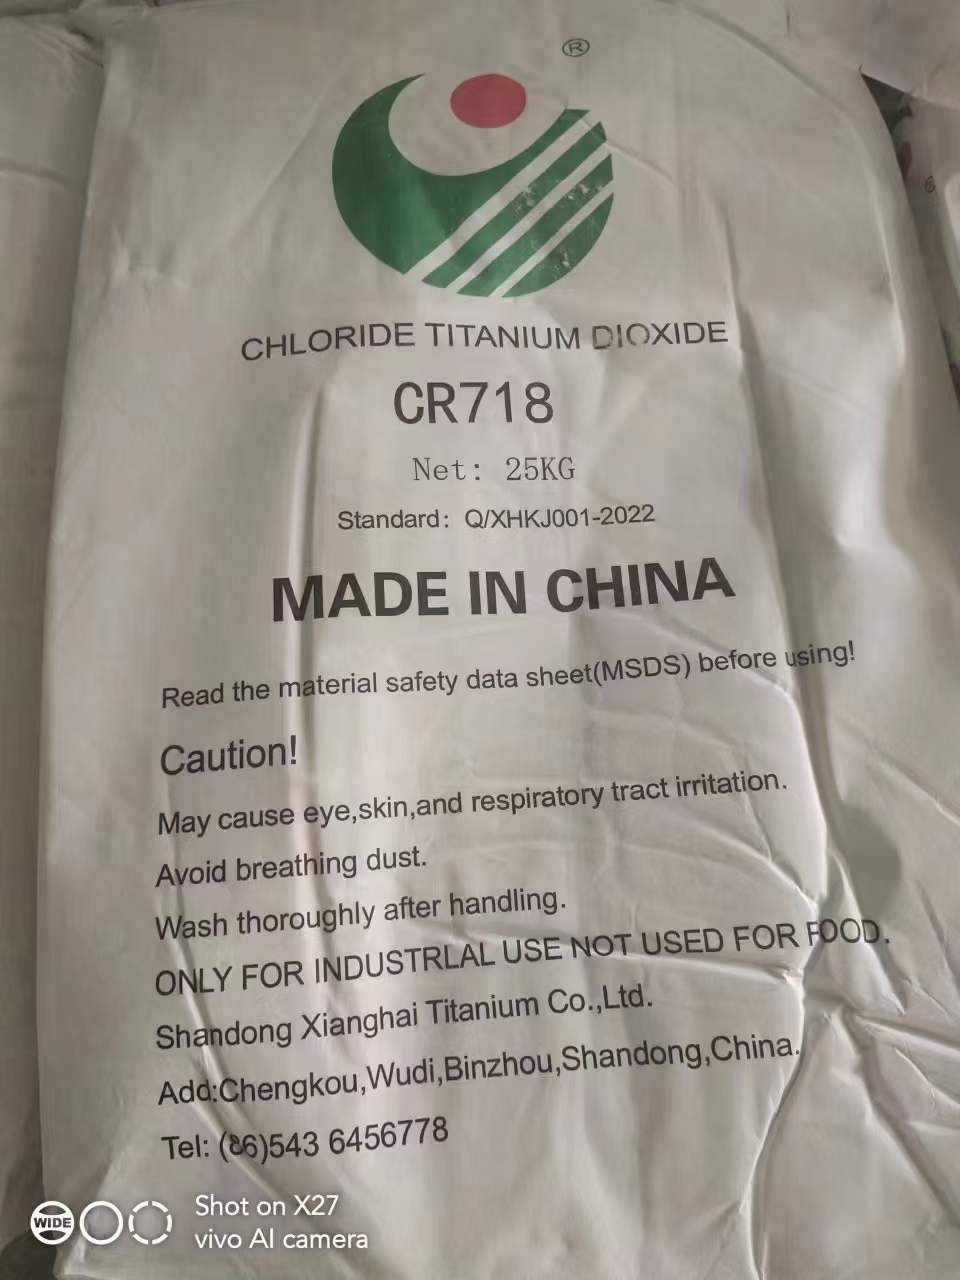 ®
CHLORIDE TITANIUM DIOXIDE
CR718
Net: 25KG
Standard: Q/XHKJ001-2022
MADE IN CHINA
Read the material safety data sheet(MSDS) before using!
Caution!
May cause eye,skin,and respiratory tract irritation.
Avoid breathing dust.
Wash thoroughly after handling.
ONLY FOR INDUSTRLAL USE NOT USED FOR FOOD.
Shandong Xianghai Titanium Co.,Ltd.
Add:Chengkou,Wudi,Binzhou,Shandong,China.
Tel: (86)543 6456778
®
WIDE
Shot on X27
vivo AI camera